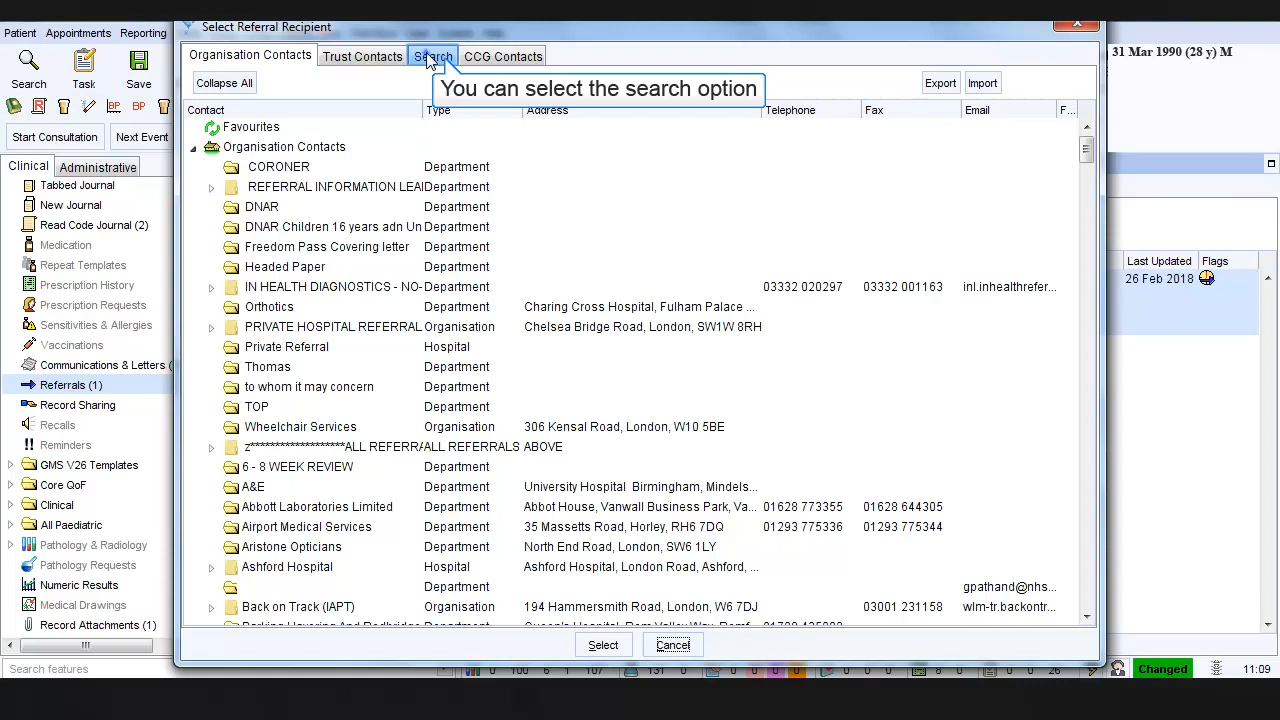 Select Referral Recipient
Patient Appointments Reporting
31 Mar 1990 (28 y) M
Organisation Contacts Trust Contacts Search CCG Contacts
Search Task Save
Collapse All
You can select the search option
Export Import
Contact Type Address Telephone Fax Email F...
Start Consultation Next Event
Clinical Administrative
Tabbed Journal
New Journal
Read Code Journal (2)
Medication
Repeat Templates
Prescription History
Prescription Requests
Sensitivities & Allergies
Vaccinations
Communications & Letters (
Referrals (1)
Record Sharing
Recalls
Reminders
GMS V26 Templates
Core QoF
Clinical
All Paediatric
Pathology & Radiology
Pathology Requests
Numeric Results
Medical Drawings
Record Attachments (1)
Search features
Favourites
Organisation Contacts
CORONER Department
REFERRAL INFORMATION LEA Department
DNAR Department
DNAR Children 16 years adn Un Department
Freedom Pass Covering letter Department
Headed Paper Department
IN HEALTH DIAGNOSTICS - NO- Department 03332 020297 03332 001163 inl.inhealthrefer...
Orthotics Department Charing Cross Hospital, Fulham Palace ...
PRIVATE HOSPITAL REFERRAL Organisation Chelsea Bridge Road, London, SW1W 8RH
Private Referral Hospital
Thomas Department
to whom it may concern Department
TOP Department
Wheelchair Services Organisation 306 Kensal Road, London, W10 5BE
z********************ALL REFERRA ALL REFERRALS ABOVE
6 - 8 WEEK REVIEW Department
A&E Department University Hospital Birmingham, Mindels...
Abbott Laboratories Limited Department Abbot House, Vanwall Business Park, Va... 01628 773355 01628 644305
Airport Medical Services Department 35 Massetts Road, Horley, RH6 7DQ 01293 775336 01293 775344
Aristone Opticians Department North End Road, London, SW6 1LY
Ashford Hospital Hospital Ashford Hospital, London Road, Ashford, ...
Department gpathand@nhs...
Back on Track (IAPT) Organisation 194 Hammersmith Road, London, W6 7DJ 03001 231158 wlm-tr.backontr...
Select Cancel
Last Updated Flags
26 Feb 2018
Changed 11:09